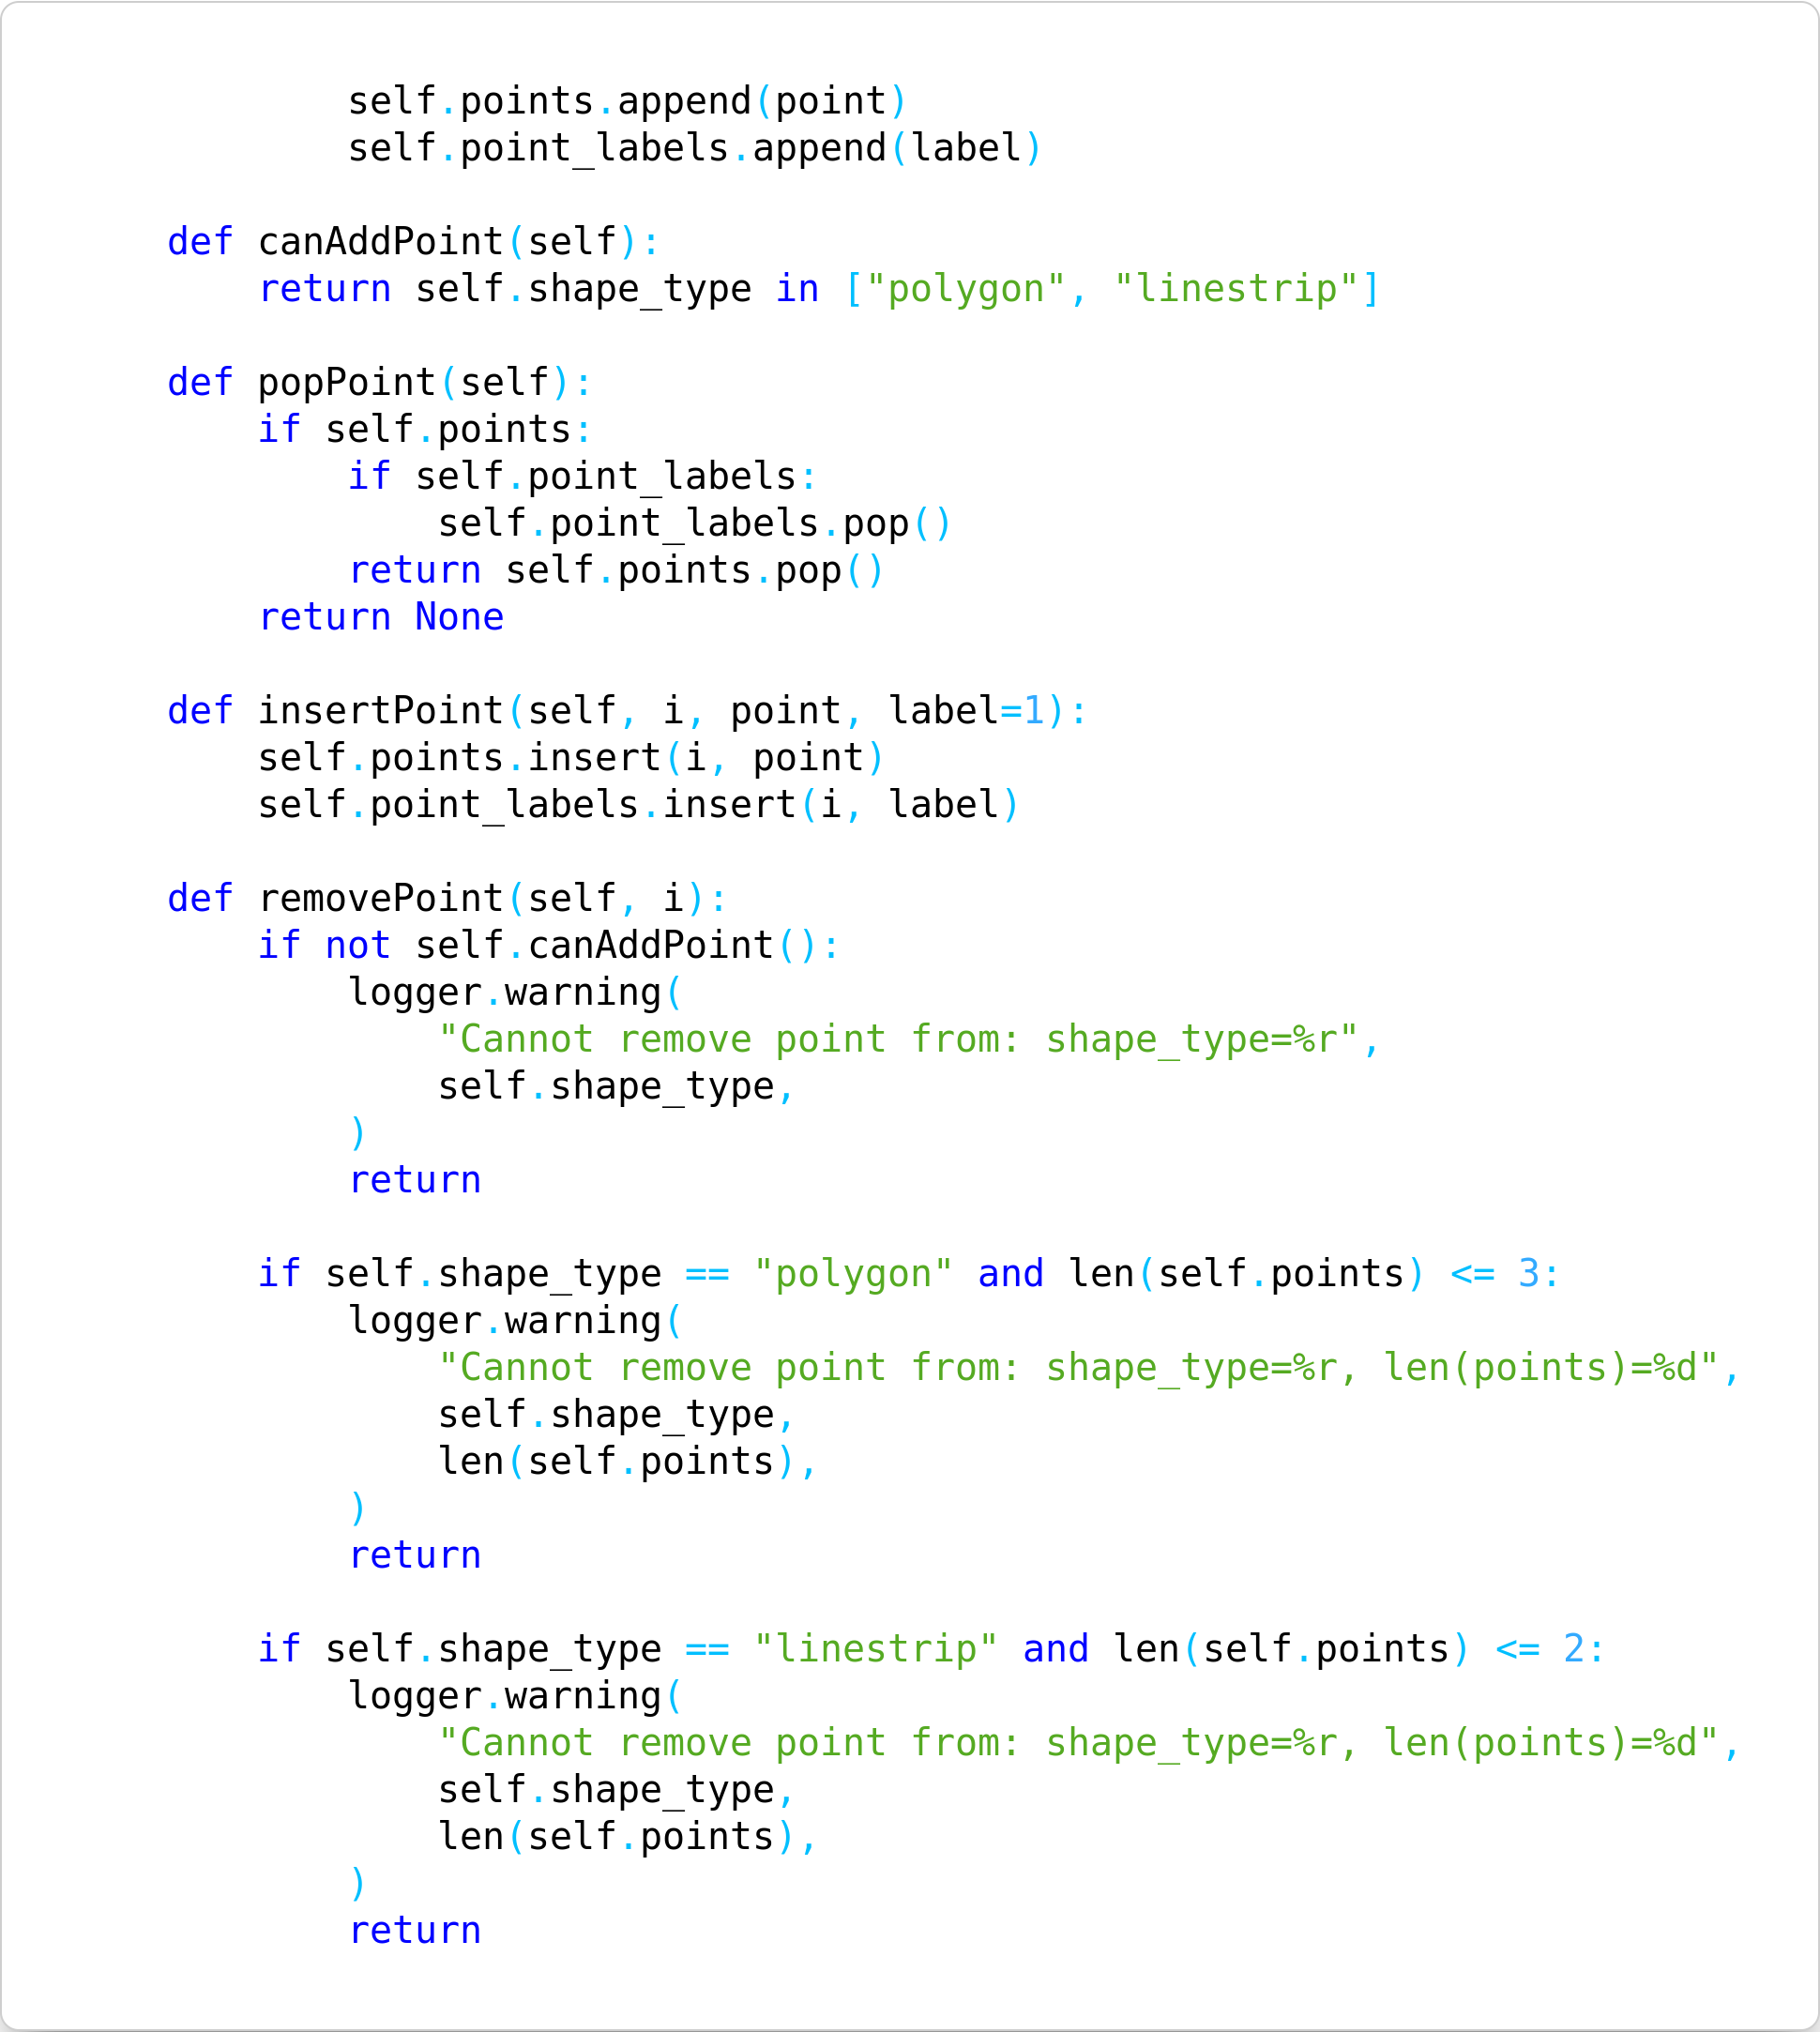 self.points.append(point)
            self.point_labels.append(label)

    def canAddPoint(self):
        return self.shape_type in ["polygon", "linestrip"]

    def popPoint(self):
        if self.points:
            if self.point_labels:
                self.point_labels.pop()
            return self.points.pop()
        return None

    def insertPoint(self, i, point, label=1):
        self.points.insert(i, point)
        self.point_labels.insert(i, label)

    def removePoint(self, i):
        if not self.canAddPoint():
            logger.warning(
                "Cannot remove point from: shape_type=%r",
                self.shape_type,
            )
            return

        if self.shape_type == "polygon" and len(self.points) <= 3:
            logger.warning(
                "Cannot remove point from: shape_type=%r, len(points)=%d",
                self.shape_type,
                len(self.points),
            )
            return

        if self.shape_type == "linestrip" and len(self.points) <= 2:
            logger.warning(
                "Cannot remove point from: shape_type=%r, len(points)=%d",
                self.shape_type,
                len(self.points),
            )
            return